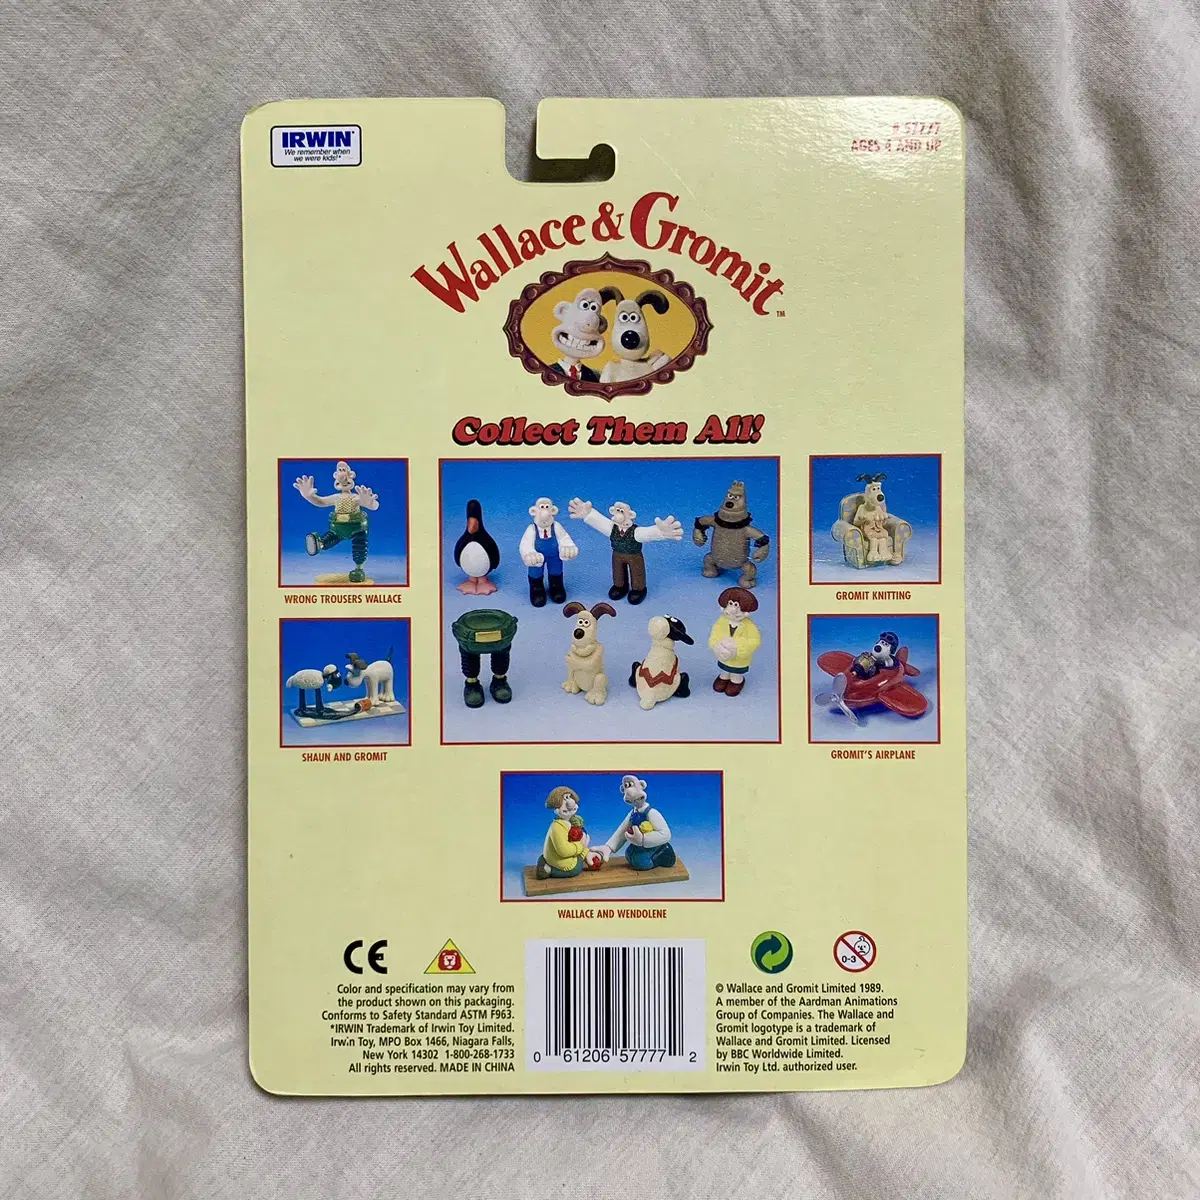 IRWIN
We remember when
we were kids!*
# 57777
AGES 4 AND UP
Wallace & Gromit ™
Collect Them All!
WRONG TROUSERS WALLACE
GROMIT KNITTING
SHAUN AND GROMIT
GROMIT'S AIRPLANE
WALLACE AND WENDOLENE
CE
0-3
Color and specification may vary from
the product shown on this packaging.
Conforms to Safety Standard ASTM F963.
*IRWIN Trademark of Irwin Toy Limited.
Irwin Toy, MPO Box 1466, Niagara Falls,
New York 14302 1-800-268-1733
All rights reserved. MADE IN CHINA
0 61206 57777 2
© Wallace and Gromit Limited 1989.
A member of the Aardman Animations
Group of Companies. The Wallace and
Gromit logotype is a trademark of
Wallace and Gromit Limited. Licensed
by BBC Worldwide Limited.
Irwin Toy Ltd. authorized user.